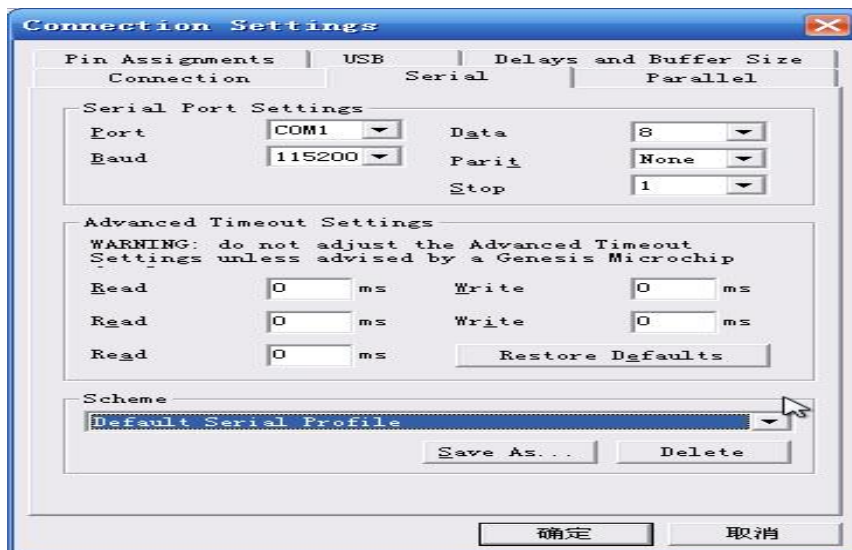 Connection Settings
Pin Assignments USB Delays and Buffer Size
Connection Serial Parallel
Serial Port Settings
Port COM1 Data 8
Baud 115200 Parit None
Stop 1
Advanced Timeout Settings
WARNING: do not adjust the Advanced Timeout
Settings unless advised by a Genesis Microchip
Read 0 ms Write 0 ms
Read 0 ms Write 0 ms
Read 0 ms Restore Defaults
Scheme
Default Serial Profile
Save As... Delete
确定 取消